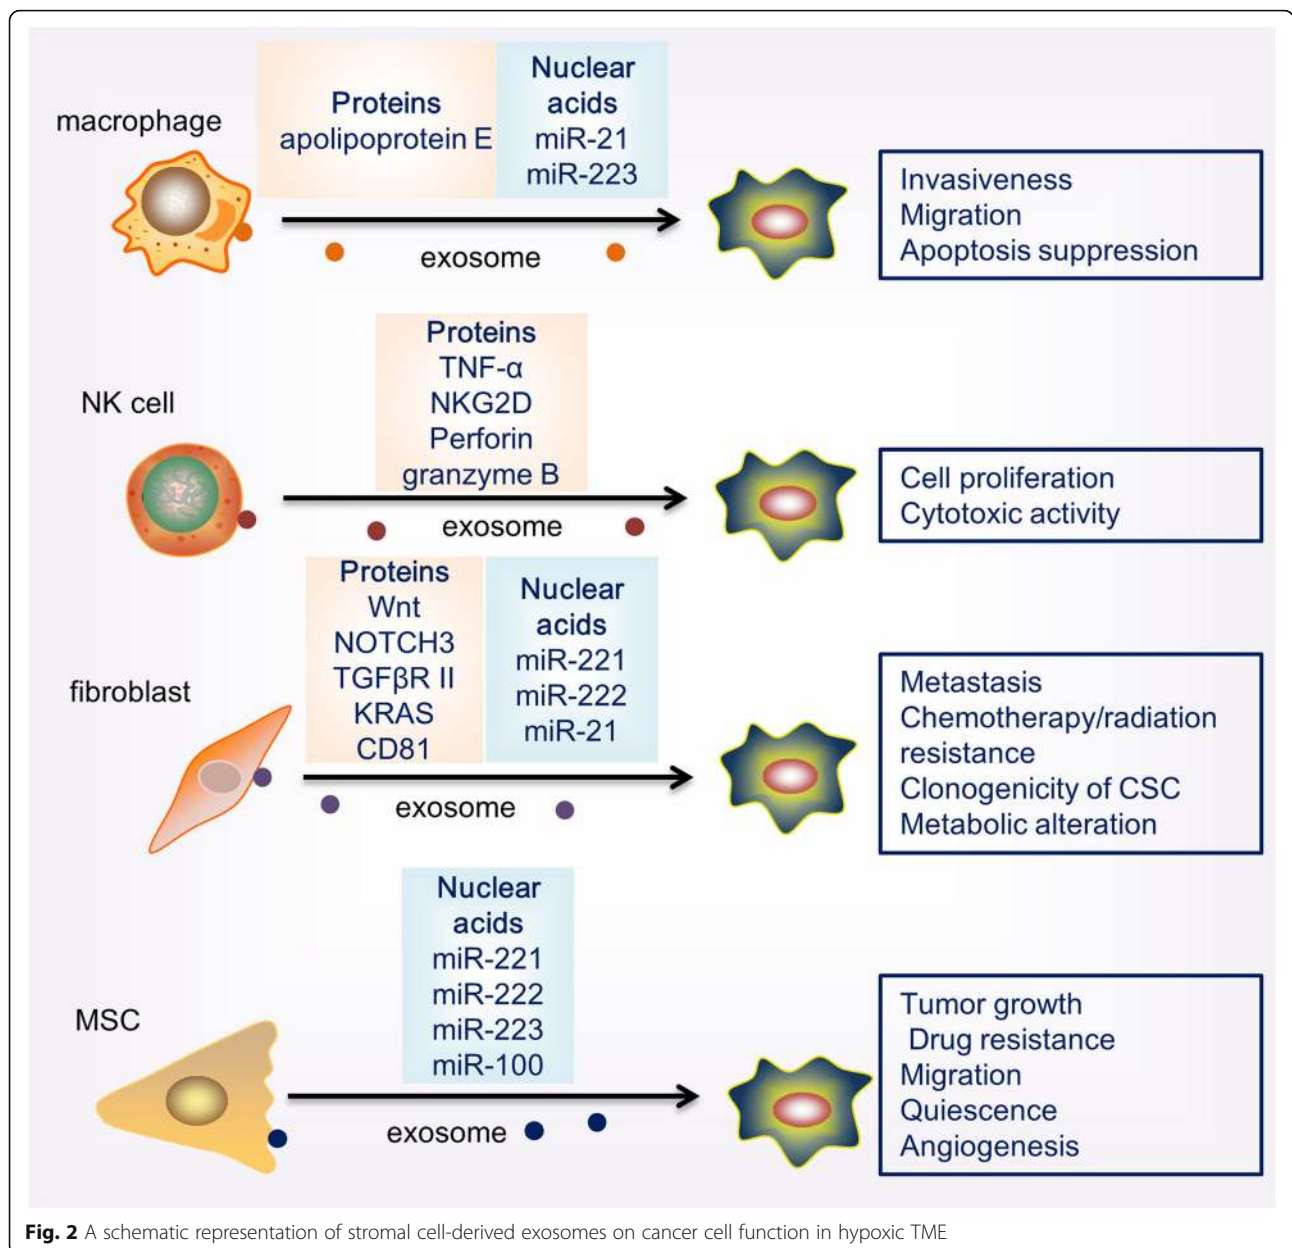 macrophage
Proteins
apolipoprotein E
Nuclear
acids
miR-21
miR-223
exosome
Invasiveness
Migration
Apoptosis suppression
NK cell
Proteins
TNF-α
NKG2D
Perforin
granzyme B
exosome
Cell proliferation
Cytotoxic activity
fibroblast
Proteins
Wnt
NOTCH3
TGFβR II
KRAS
CD81
Nuclear
acids
miR-221
miR-222
miR-21
exosome
Metastasis
Chemotherapy/radiation
resistance
Clonogenicity of CSC
Metabolic alteration
MSC
Nuclear
acids
miR-221
miR-222
miR-223
miR-100
exosome
Tumor growth
Drug resistance
Migration
Quiescence
Angiogenesis
Fig. 2 A schematic representation of stromal cell-derived exosomes on cancer cell function in hypoxic TME